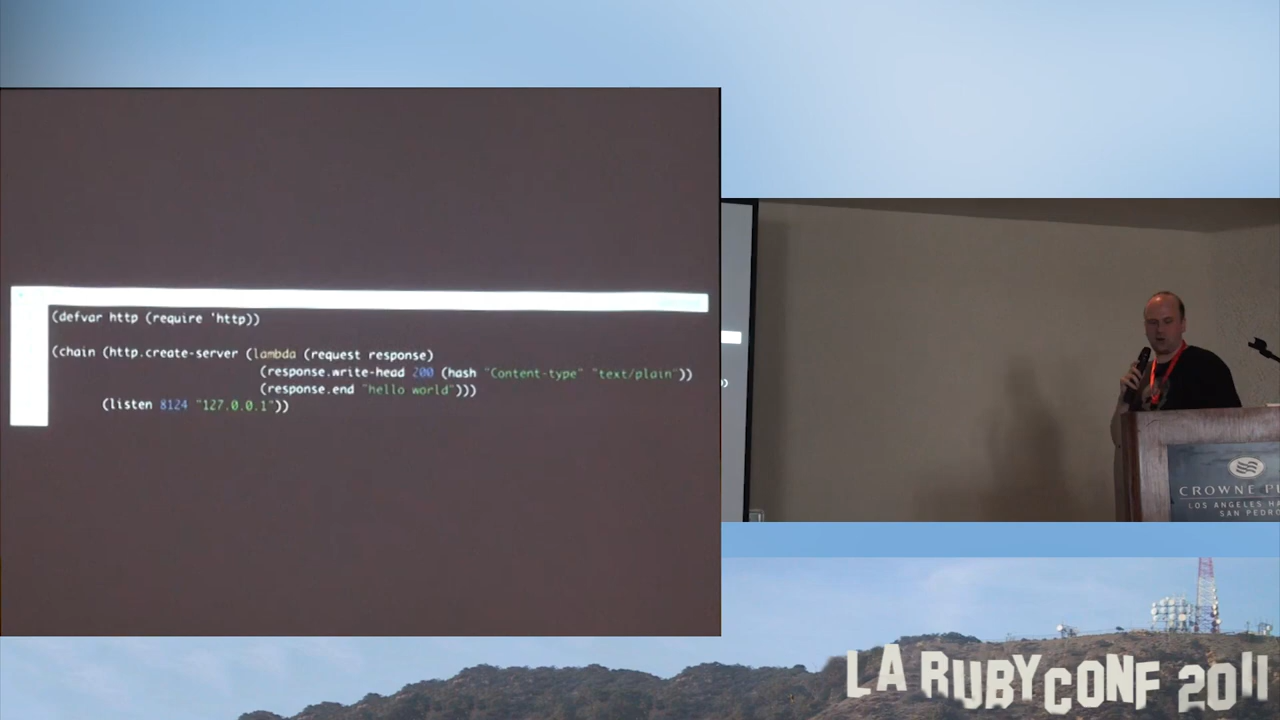 (defvar http (require 'http))
(chain (http.create-server (lambda (request response)
(response.write-head 200 (hash "Content-type" "text/plain"))
(response.end "hello world")))
(listen 8124 "127.0.0.1"))
CROWNE P
LOS ANGELES HA
SAN PEDRO
LA RUBYCONF 2011